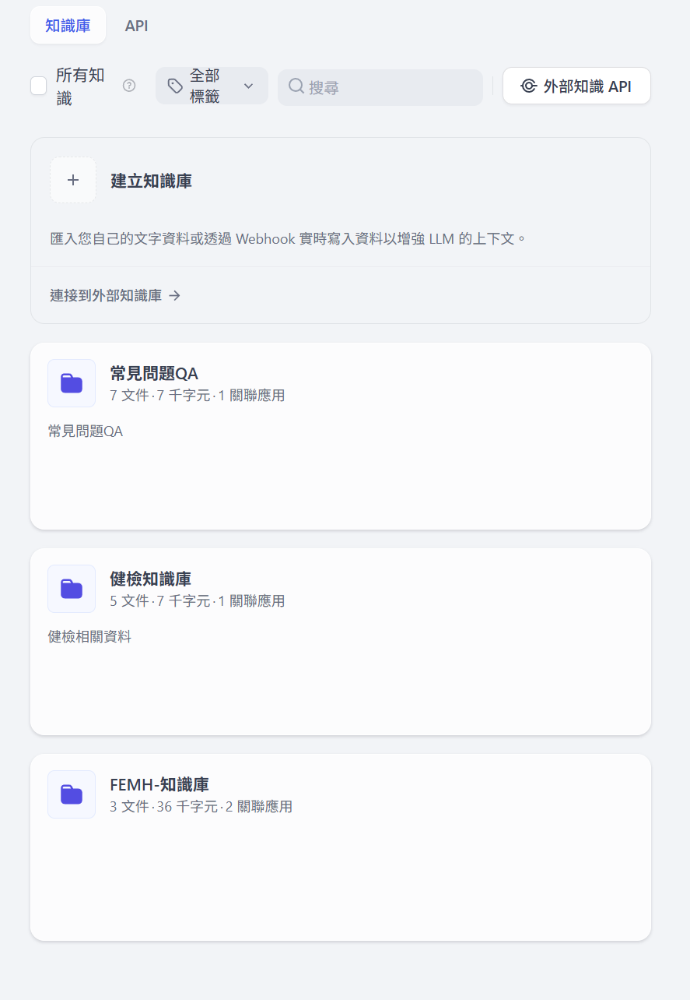 知識庫
API
所有知
識
全部
標籤
搜尋
外部知識 API
建立知識庫
匯入您自己的文字資料或透過 Webhook 實時寫入資料以增強 LLM 的上下文。
連接到外部知識庫
常見問題QA
7 文件·7 千字元·1 關聯應用
常見問題QA
健檢知識庫
5 文件·7 千字元·1 關聯應用
健檢相關資料
FEMH-知識庫
3 文件·36 千字元·2 關聯應用